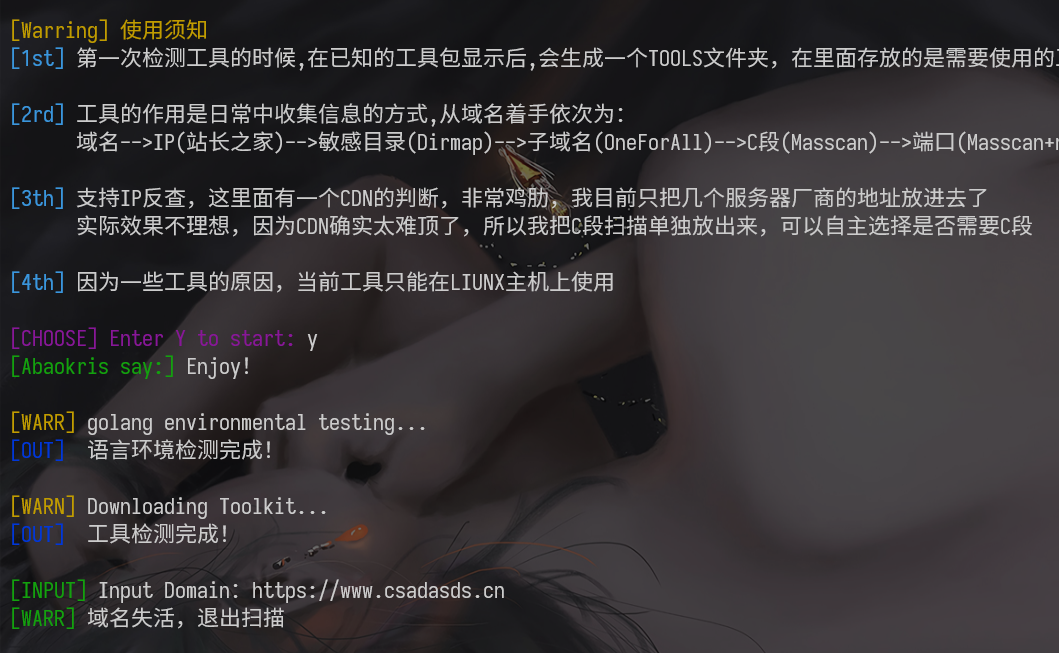 [Warring] 使用须知
[1st] 第一次检测工具的时候,在已知的工具包显示后,会生成一个TOOLS文件夹，在里面存放的是需要使用的
[2rd] 工具的作用是日常中收集信息的方式,从域名着手依次为:
域名-->IP(站长之家)-->敏感目录(Dirmap)-->子域名(OneForAll)-->C段(Masscan)-->端口(Masscan+
[3th] 支持IP反查，这里面有一个CDN的判断，非常鸡肋，我目前只把几个服务器厂商的地址放进去了
实际效果不理想，因为CDN确实太难顶了，所以我把C段扫描单独放出来，可以自主选择是否需要C段
[4th] 因为一些工具的原因，当前工具只能在LIUNX主机上使用
[CHOOSE] Enter Y to start: y
[Abaokris say:] Enjoy!
[WARR] golang environmental testing...
[OUT] 语言环境检测完成!
[WARN] Downloading Toolkit...
[OUT] 工具检测完成!
[INPUT] Input Domain: https://www.csadasds.cn
[WARR] 域名失活，退出扫描